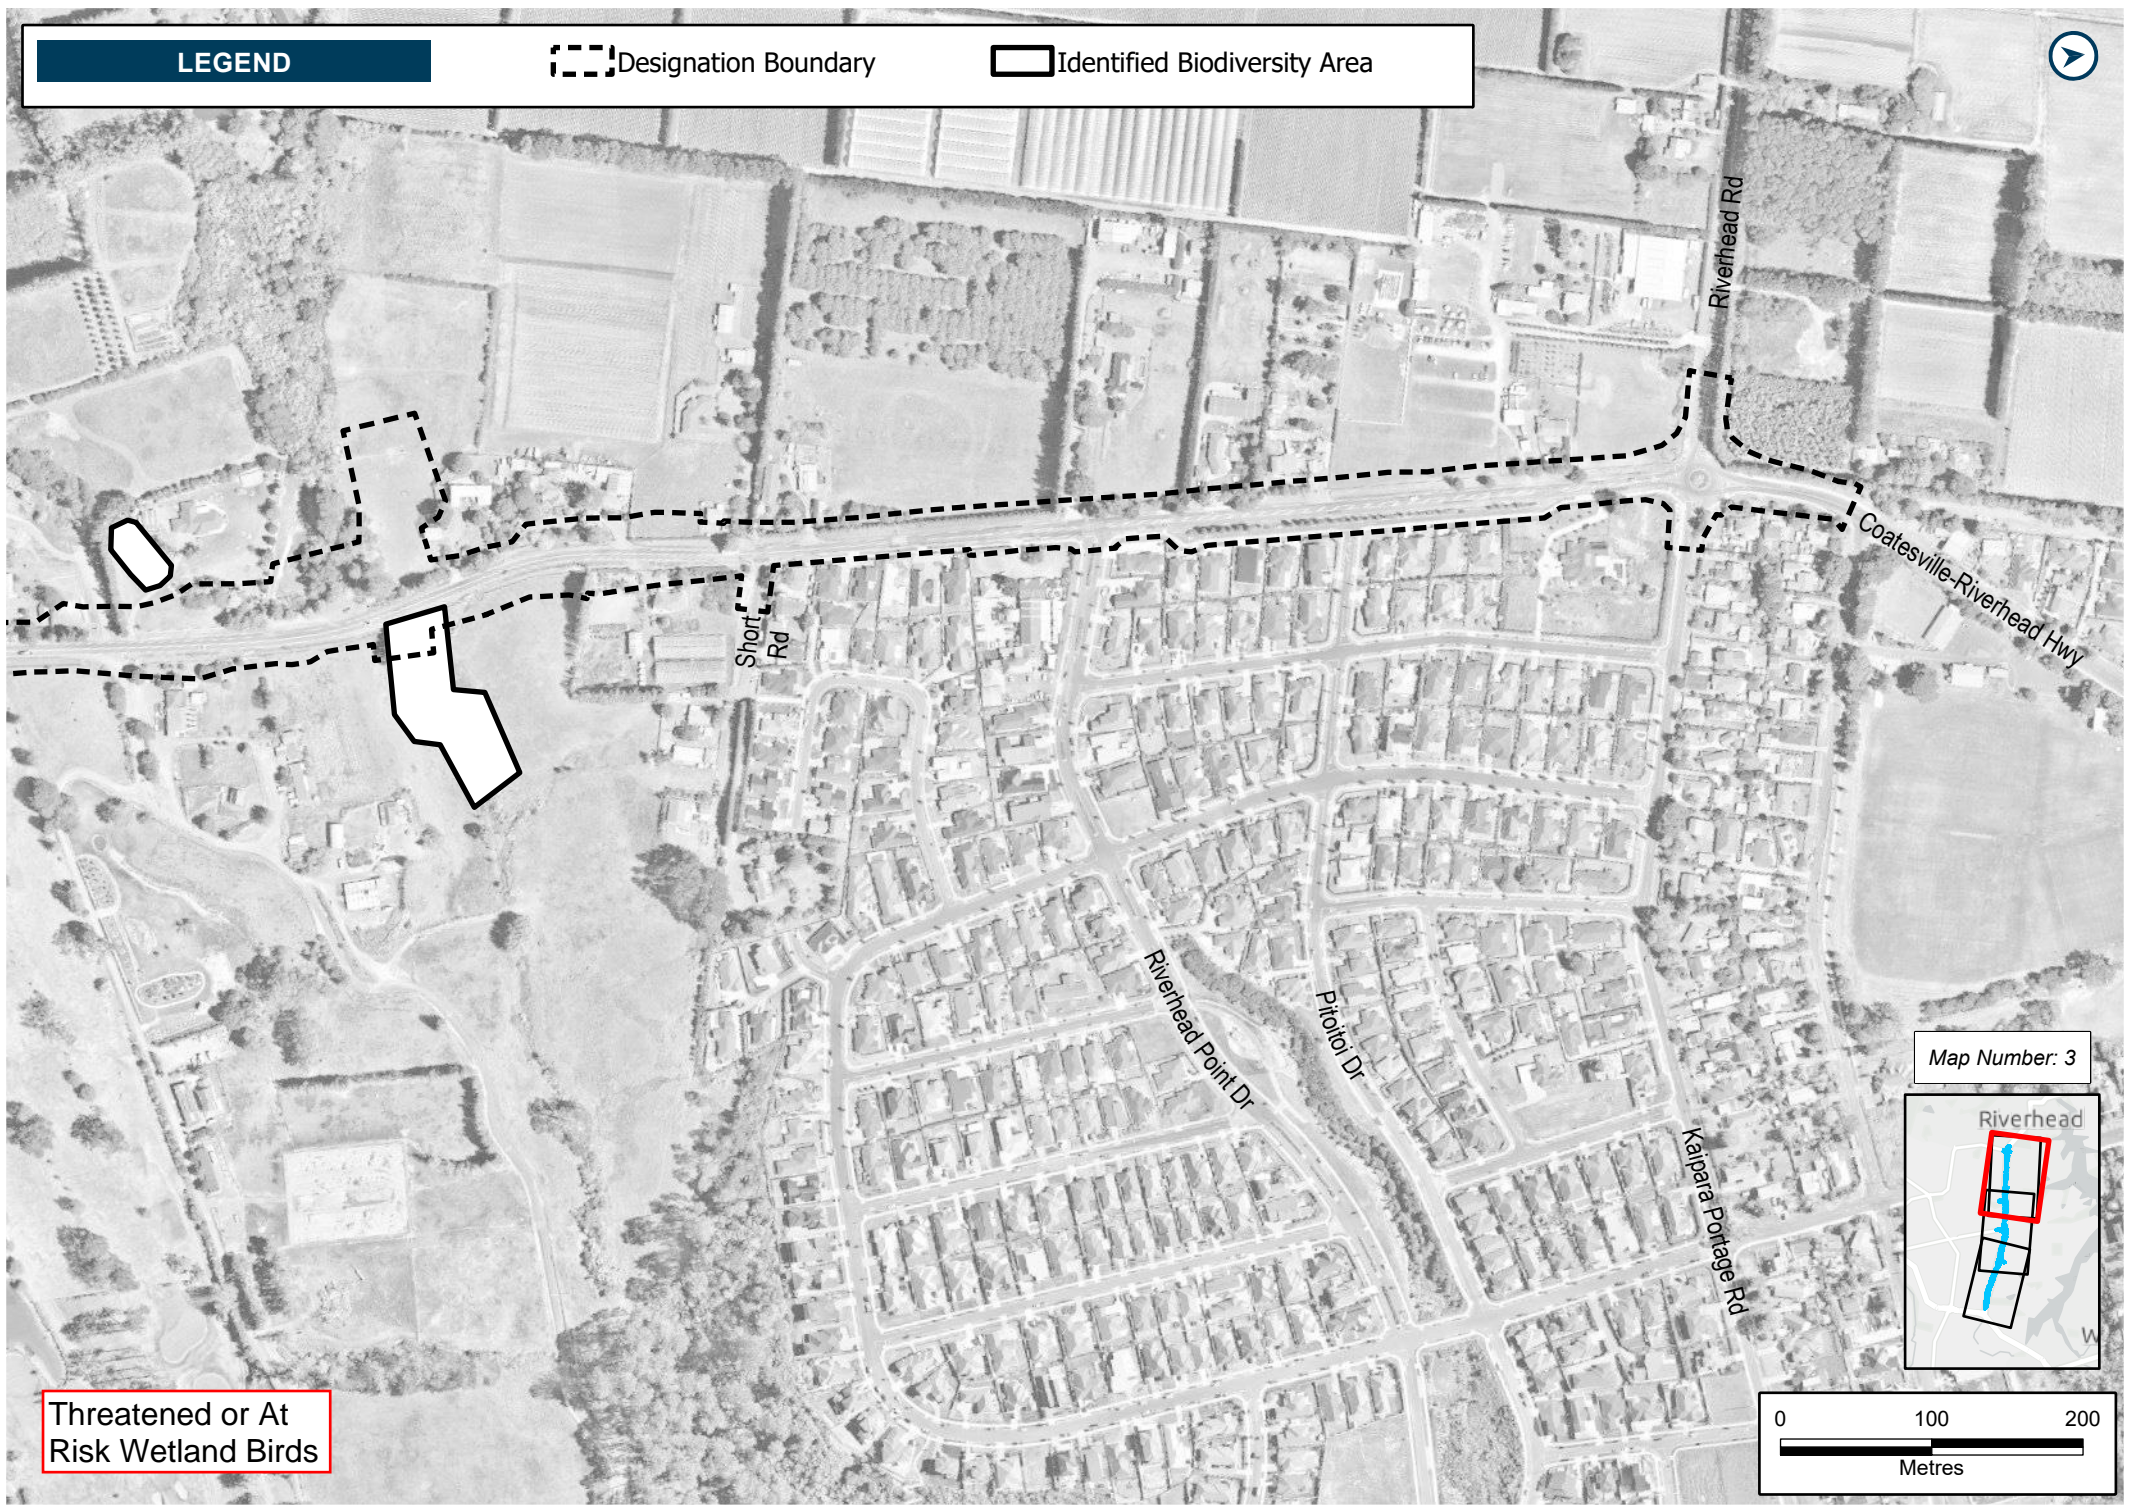 LEGEND
Designation Boundary
Identified Biodiversity Area
Riverhead Rd
Coatesville-Riverhead Hwy
Short
Rd
Riverhead Point Dr
Pitoitoi Dr
Kaipara Portage Rd
Map Number: 3
Riverhead
W
0 100 200
Metres
Threatened or At
Risk Wetland Birds